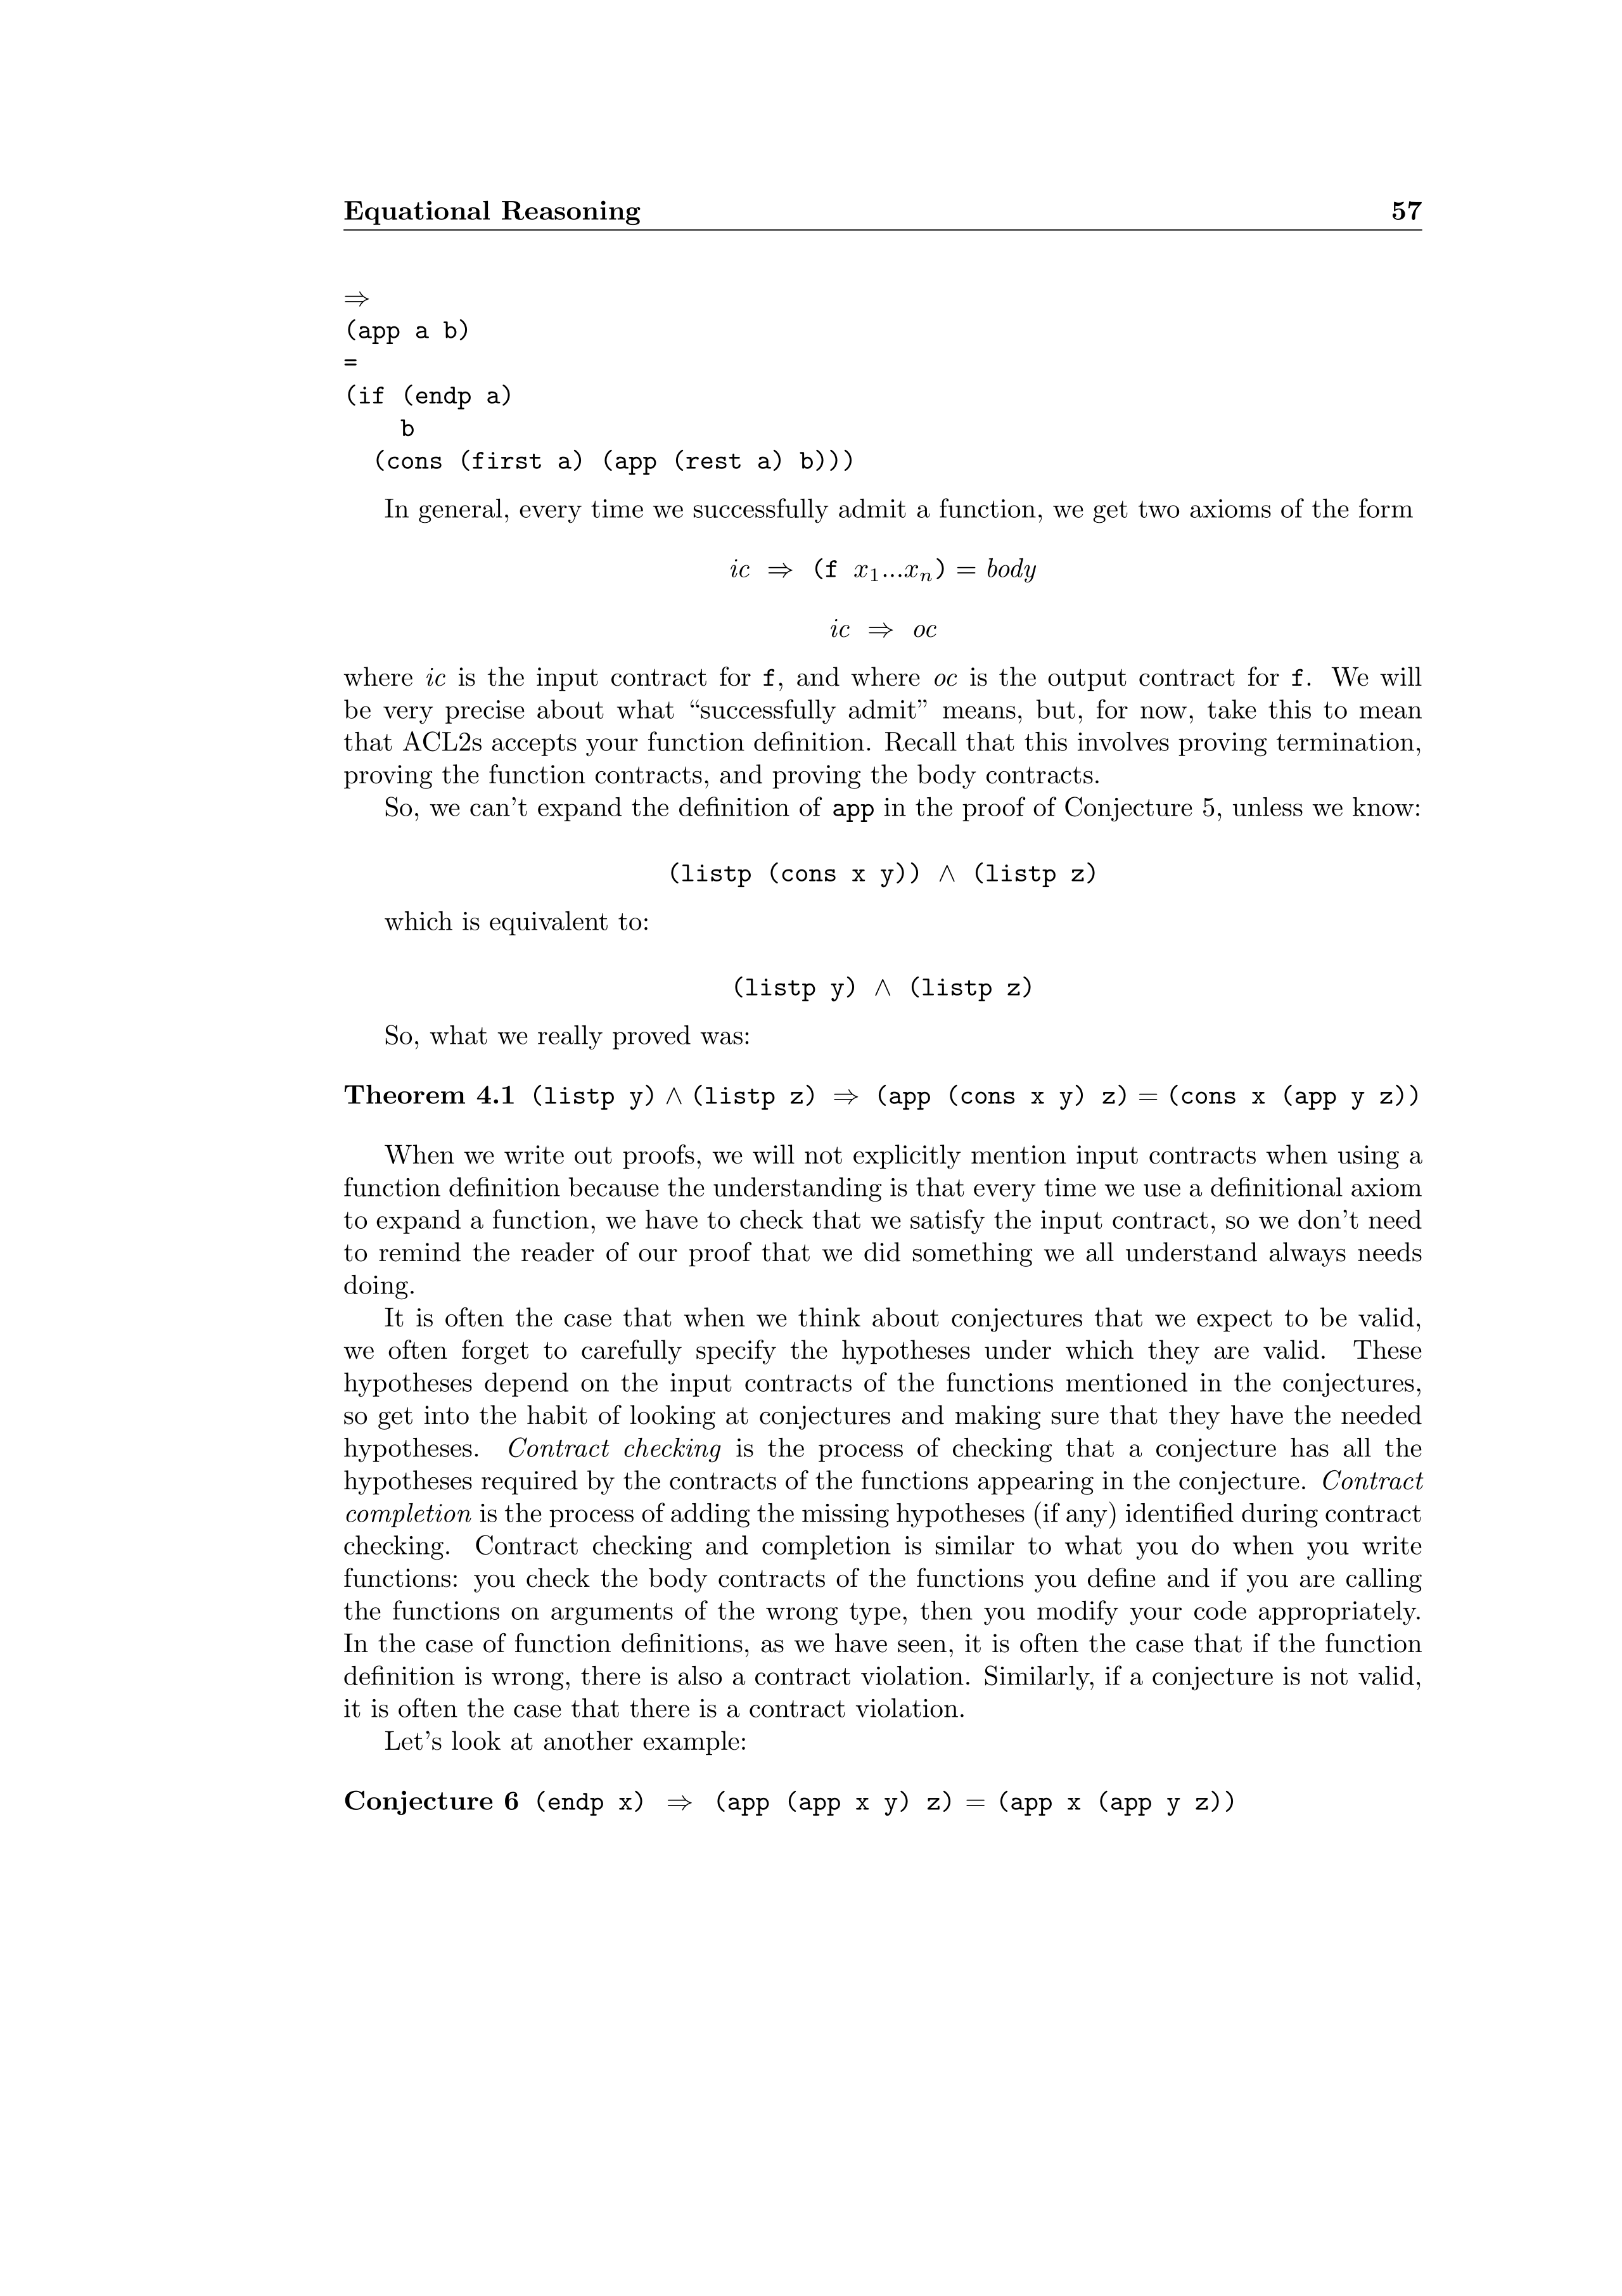 Equational Reasoning 57
⇒
(app a b)
=
(if (endp a)
    b
  (cons (first a) (app (rest a) b)))
In general, every time we successfully admit a function, we get two axioms of the form
ic ⇒ (f x₁...xₙ) = body
ic ⇒ oc
where ic is the input contract for f, and where oc is the output contract for f. We will
be very precise about what “successfully admit” means, but, for now, take this to mean
that ACL2s accepts your function definition. Recall that this involves proving termination,
proving the function contracts, and proving the body contracts.
So, we can’t expand the definition of app in the proof of Conjecture 5, unless we know:
(listp (cons x y)) ∧ (listp z)
which is equivalent to:
(listp y) ∧ (listp z)
So, what we really proved was:
Theorem 4.1 (listp y) ∧ (listp z) ⇒ (app (cons x y) z) = (cons x (app y z))
When we write out proofs, we will not explicitly mention input contracts when using a
function definition because the understanding is that every time we use a definitional axiom
to expand a function, we have to check that we satisfy the input contract, so we don’t need
to remind the reader of our proof that we did something we all understand always needs
doing.
It is often the case that when we think about conjectures that we expect to be valid,
we often forget to carefully specify the hypotheses under which they are valid. These
hypotheses depend on the input contracts of the functions mentioned in the conjectures,
so get into the habit of looking at conjectures and making sure that they have the needed
hypotheses. Contract checking is the process of checking that a conjecture has all the
hypotheses required by the contracts of the functions appearing in the conjecture. Contract
completion is the process of adding the missing hypotheses (if any) identified during contract
checking. Contract checking and completion is similar to what you do when you write
functions: you check the body contracts of the functions you define and if you are calling
the functions on arguments of the wrong type, then you modify your code appropriately.
In the case of function definitions, as we have seen, it is often the case that if the function
definition is wrong, there is also a contract violation. Similarly, if a conjecture is not valid,
it is often the case that there is a contract violation.
Let’s look at another example:
Conjecture 6 (endp x) ⇒ (app (app x y) z) = (app x (app y z))